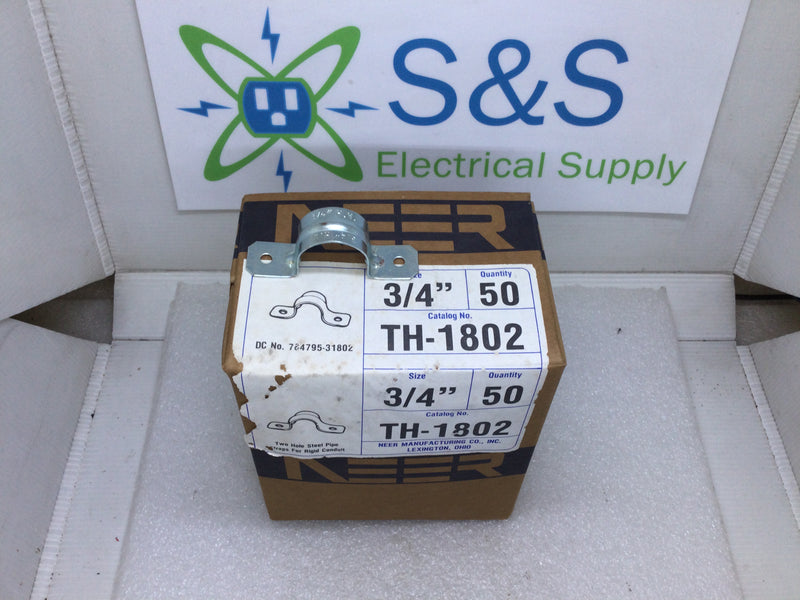 S&S
Electrical Supply
NEER
Size
Quantity
3/4”
50
Catalog No.
TH-1802
DC No. 784795-31802
Size
Quantity
3/4”
50
Catalog No.
TH-1802
Two Hole Steel Pipe
Straps For Rigid Conduit
NEER MANUFACTURING CO., INC.
LEXINGTON, OHIO
NEER